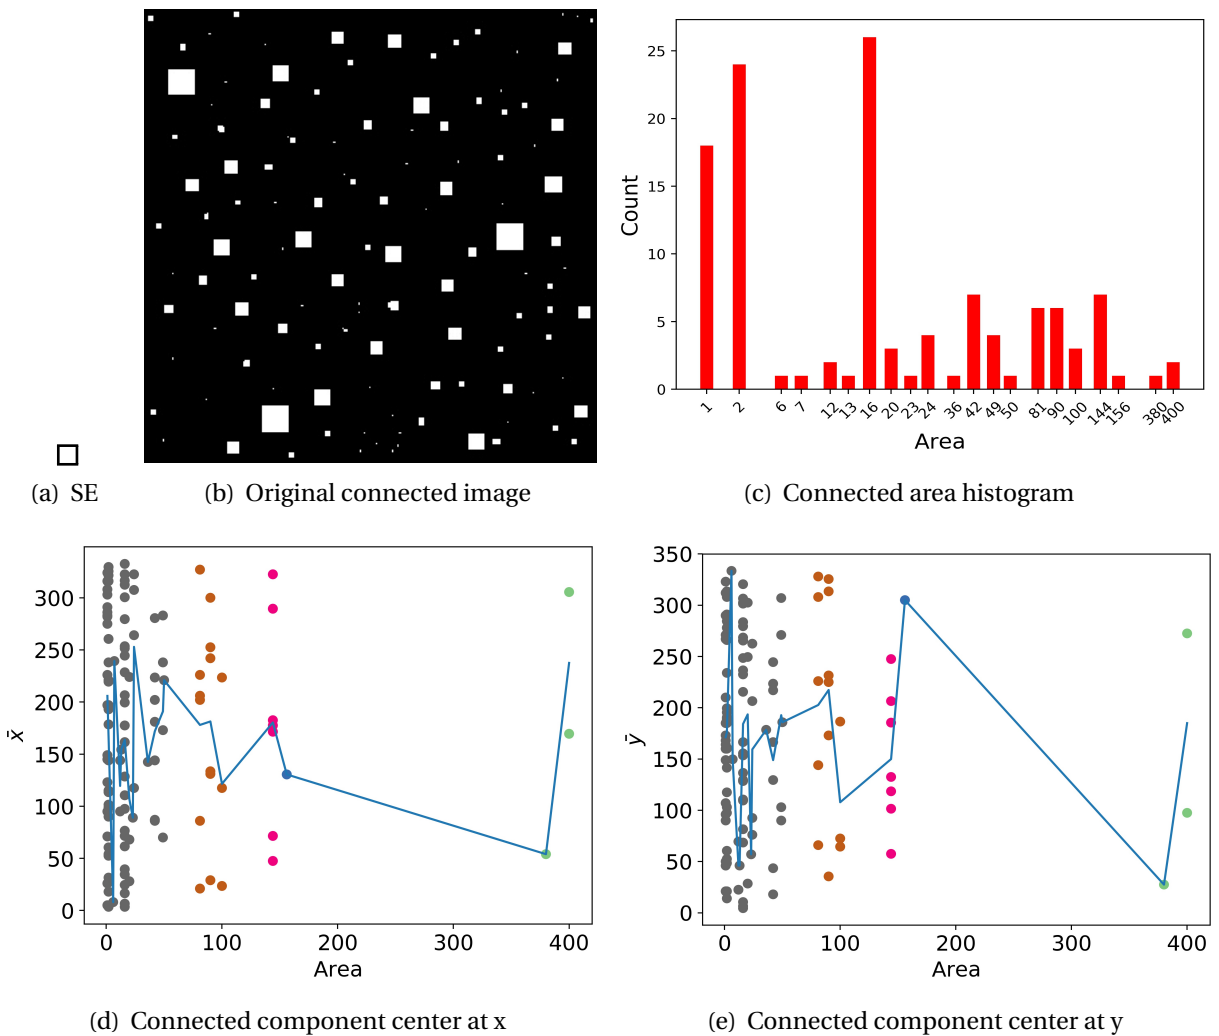 25
20
15
10
5
0
Count
1 2 6 7 12 13 16 20 23 24 36 42 49 50 81 90 100 144 156 380 400
Area
(a) SE
(b) Original connected image
(c) Connected area histogram
300
250
200
150
100
50
0
x̄
0 100 200 300 400
Area
350
300
250
200
150
100
50
0
ȳ
0 100 200 300 400
Area
(d) Connected component center at x
(e) Connected component center at y